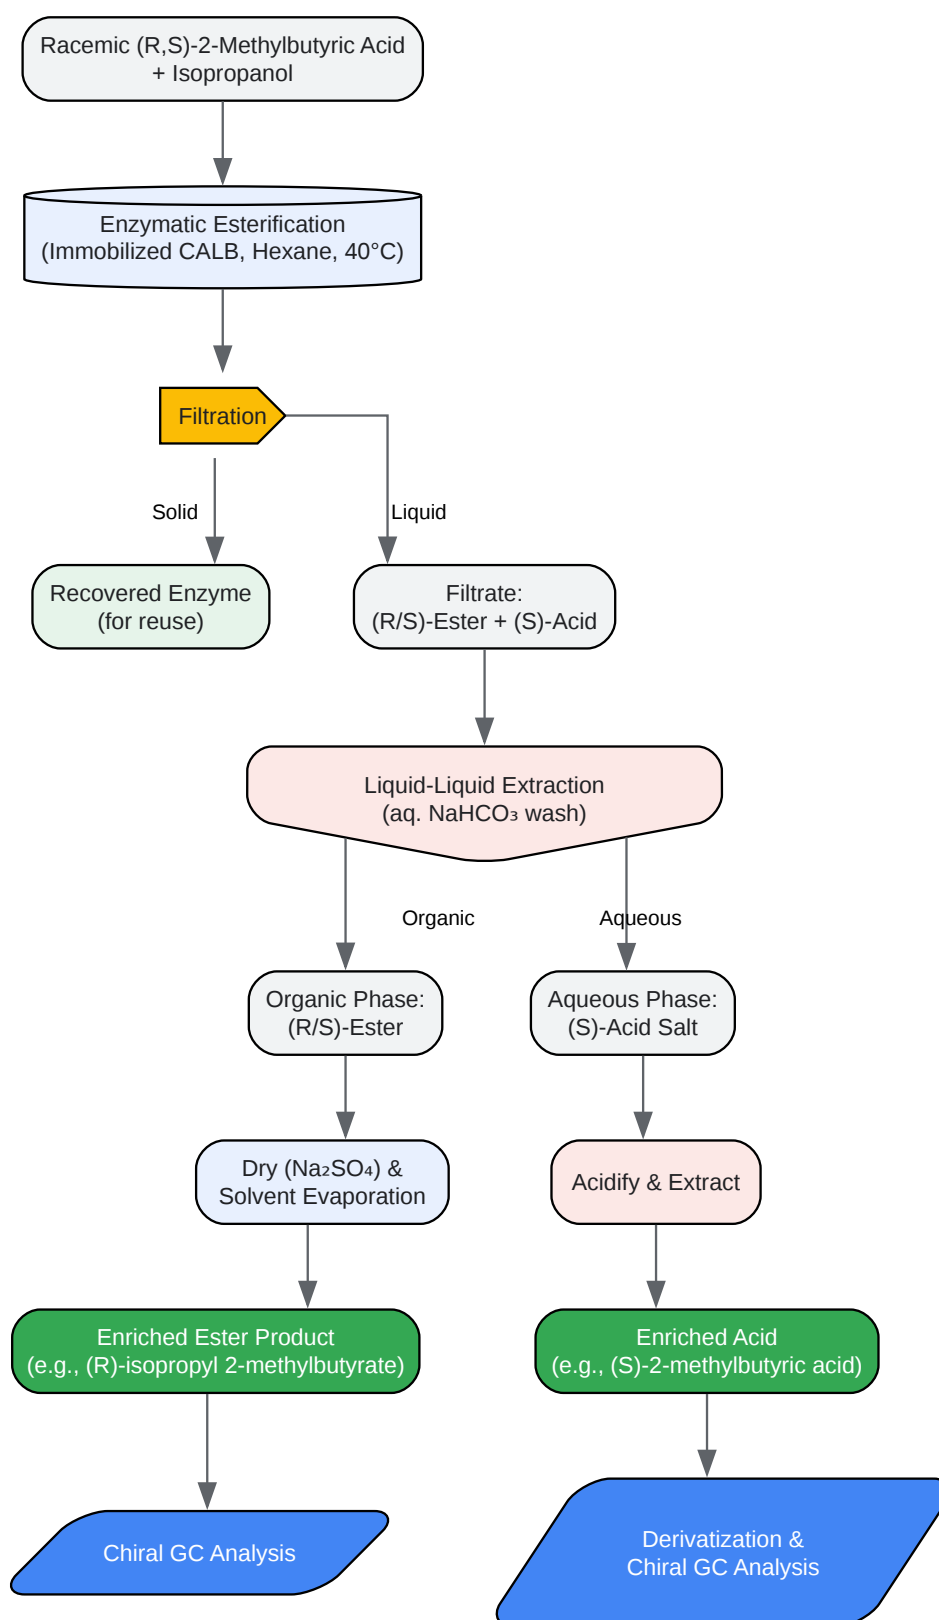 Racemic (R,S)-2-Methylbutyric Acid
+ Isopropanol
Enzymatic Esterification
(Immobilized CALB, Hexane, 40°C)
Filtration
Solid
Liquid
Recovered Enzyme
(for reuse)
Filtrate:
(R/S)-Ester + (S)-Acid
Liquid-Liquid Extraction
(aq. NaHCO₃ wash)
Organic
Aqueous
Organic Phase:
(R/S)-Ester
Aqueous Phase:
(S)-Acid Salt
Dry (Na₂SO₄) &
Solvent Evaporation
Acidify & Extract
Enriched Ester Product
(e.g., (R)-isopropyl 2-methylbutyrate)
Enriched Acid
(e.g., (S)-2-methylbutyric acid)
Chiral GC Analysis
Derivatization &
Chiral GC Analysis